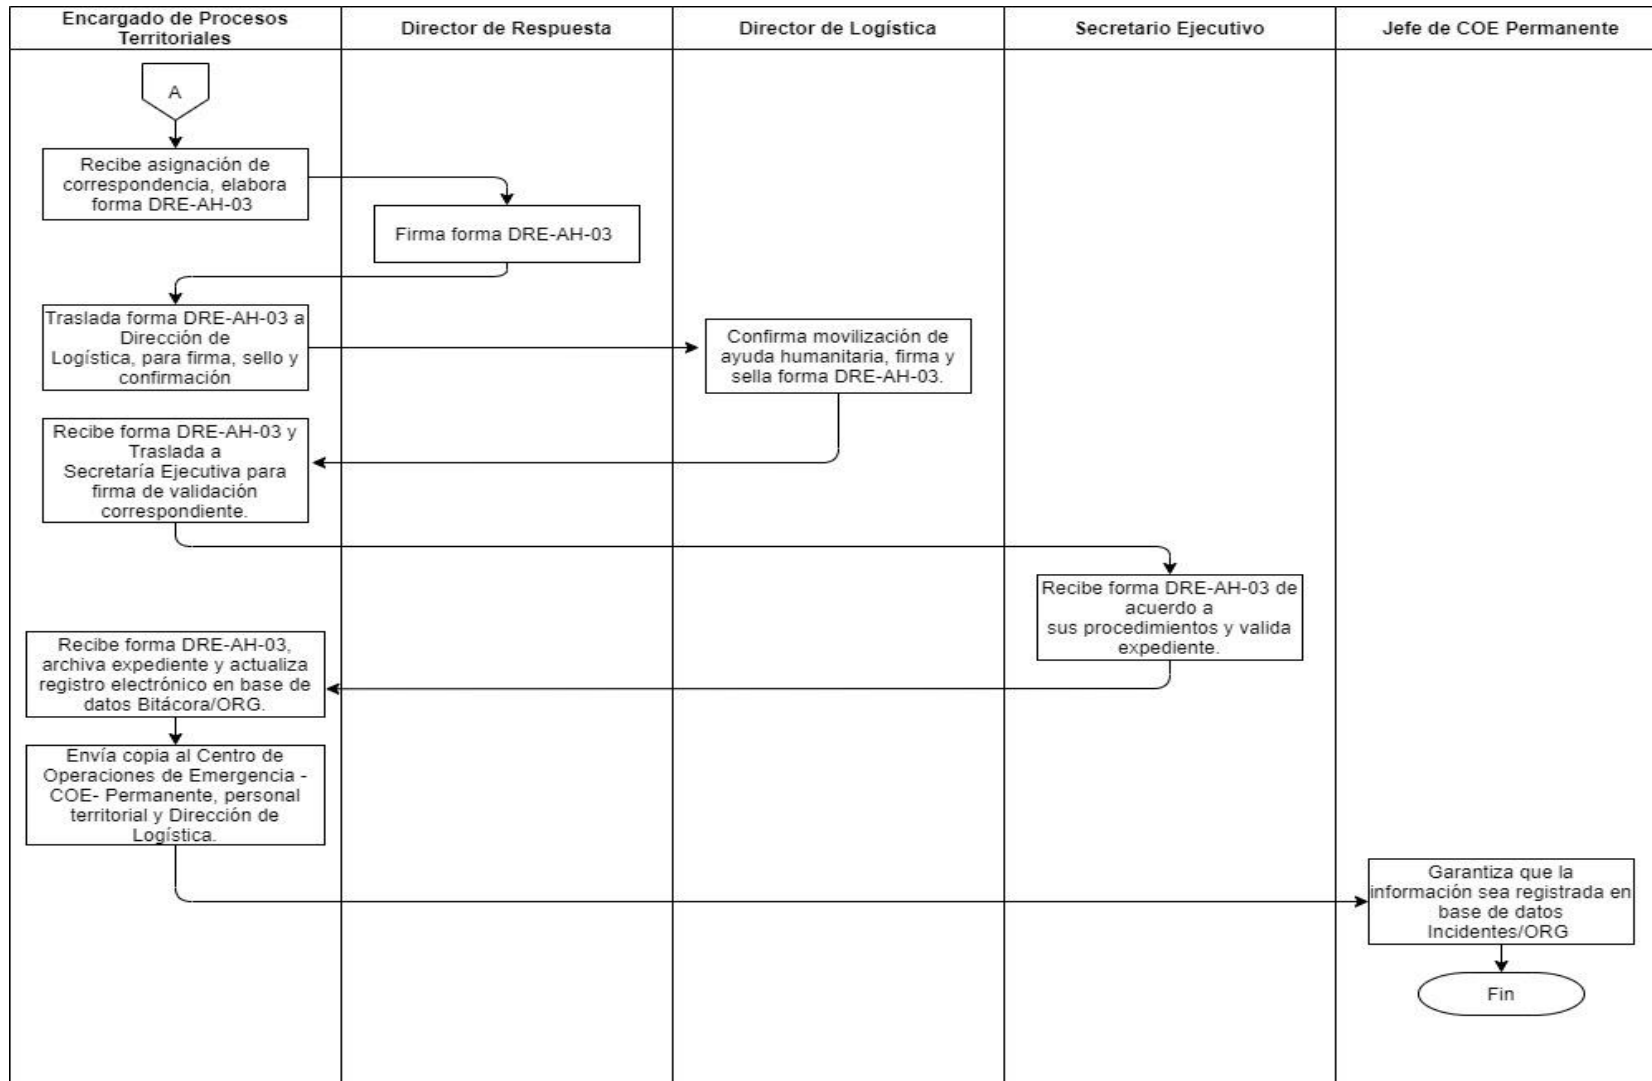 Encargado de Procesos
Territoriales
Director de Respuesta
Director de Logística
Secretario Ejecutivo
Jefe de COE Permanente
A
Recibe asignación de
correspondencia, elabora
forma DRE-AH-03
Firma forma DRE-AH-03
Traslada forma DRE-AH-03 a
Dirección de
Logística, para firma, sello y
confirmación
Confirma movilización de
ayuda humanitaria, firma y
sella forma DRE-AH-03.
Recibe forma DRE-AH-03 y
Traslada a
Secretaría Ejecutiva para
firma de validación
correspondiente.
Recibe forma DRE-AH-03 de
acuerdo a
sus procedimientos y valida
expediente.
Recibe forma DRE-AH-03,
archiva expediente y actualiza
registro electrónico en base de
datos Bitácora/ORG.
Envía copia al Centro de
Operaciones de Emergencia -
COE- Permanente, personal
territorial y Dirección de
Logística.
Garantiza que la
información sea registrada en
base de datos
Incidentes/ORG
Fin